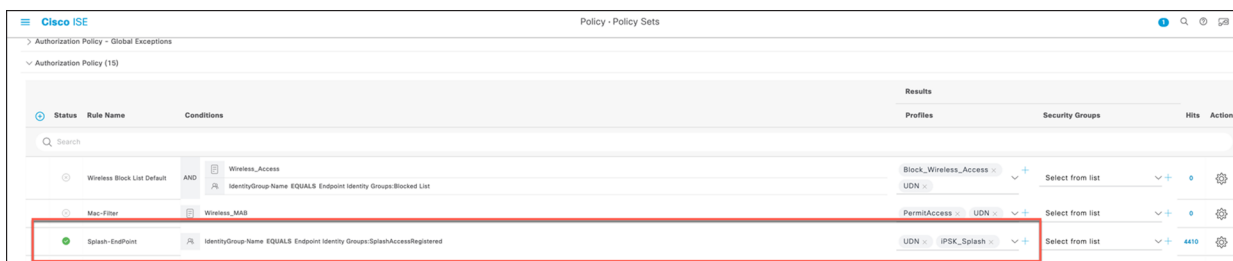 Cisco ISE
Policy · Policy Sets
1
Authorization Policy - Global Exceptions
Authorization Policy (15)
Results
Status Rule Name Conditions Profiles Security Groups Hits Action
Search
Wireless Block List Default AND Wireless_Access
IdentityGroup·Name EQUALS Endpoint Identity Groups:Blocked List
Block_Wireless_Access ×
UDN ×
Select from list 0
Mac-Filter Wireless_MAB PermitAccess × UDN × Select from list 0
Splash-EndPoint IdentityGroup·Name EQUALS Endpoint Identity Groups:SplashAccessRegistered UDN × iPSK_Splash × Select from list 4410